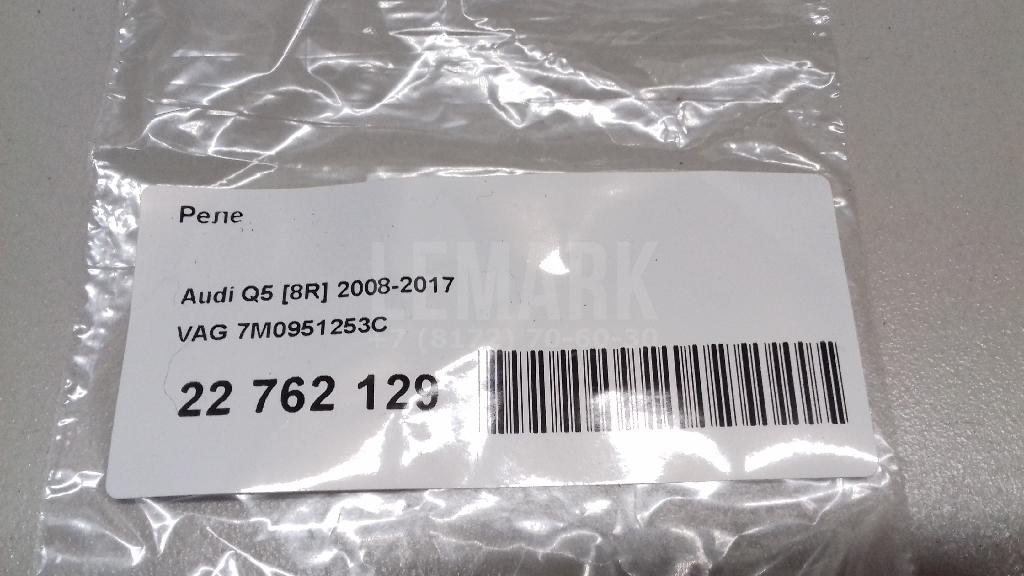 Реле
LEMARK
Audi Q5 [8R] 2008-2017
VAG 7M0951253C
+7 (8172) 70-60-30
22 762 129